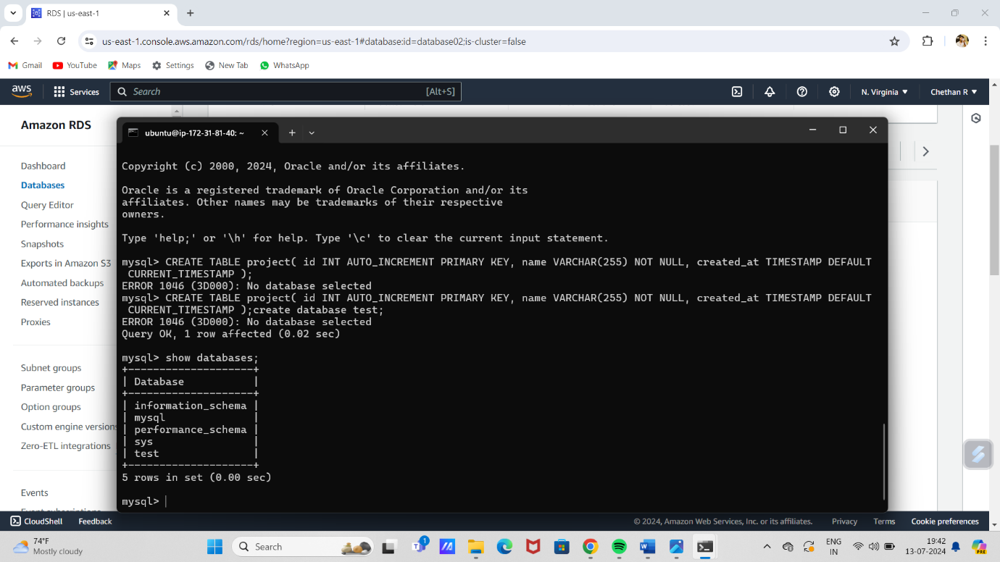 RDS | us-east-1
us-east-1.console.aws.amazon.com/rds/home?region=us-east-1#database:id=database02;is-cluster=false
Gmail YouTube Maps Settings New Tab WhatsApp
aws Services Search [Alt+S] N. Virginia Chethan R
Amazon RDS
Dashboard
Databases
Query Editor
Performance insights
Snapshots
Exports in Amazon S3
Automated backups
Reserved instances
Proxies
Subnet groups
Parameter groups
Option groups
Custom engine versions
Zero-ETL integrations
Events
Event subscriptions
ubuntu@ip-172-31-81-40: ~
Copyright (c) 2000, 2024, Oracle and/or its affiliates.
Oracle is a registered trademark of Oracle Corporation and/or its
affiliates. Other names may be trademarks of their respective
owners.
Type 'help;' or '\h' for help. Type '\c' to clear the current input statement.
mysql> CREATE TABLE project( id INT AUTO_INCREMENT PRIMARY KEY, name VARCHAR(255) NOT NULL, created_at TIMESTAMP DEFAULT
CURRENT_TIMESTAMP );
ERROR 1046 (3D000): No database selected
mysql> CREATE TABLE project( id INT AUTO_INCREMENT PRIMARY KEY, name VARCHAR(255) NOT NULL, created_at TIMESTAMP DEFAULT
CURRENT_TIMESTAMP );create database test;
ERROR 1046 (3D000): No database selected
Query OK, 1 row affected (0.02 sec)
mysql> show databases;
+--------------------+
| Database           |
+--------------------+
| information_schema |
| mysql              |
| performance_schema |
| sys                |
| test               |
+--------------------+
5 rows in set (0.00 sec)
mysql>
CloudShell Feedback © 2024, Amazon Web Services, Inc. or its affiliates. Privacy Terms Cookie preferences
74°F
Mostly cloudy
Search
1
ENG
IN
19:42
13-07-2024
PRE